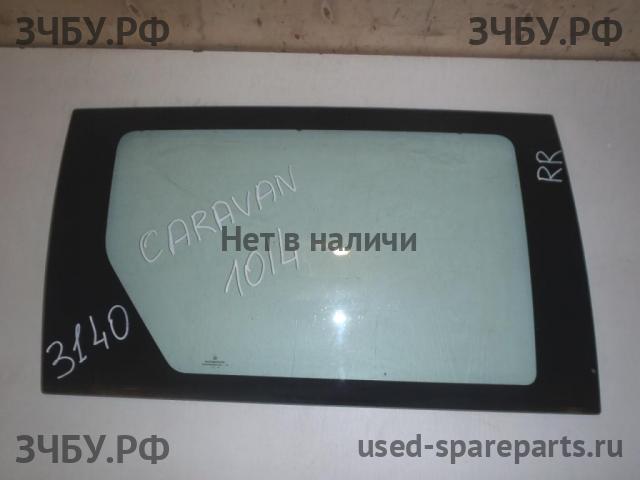 ЗЧБУ.РФ ЗЧБУ.РФ
RR
CARAVAN
Нет в наличи
1014
3140
ЗЧБУ.РФ used-spareparts.ru